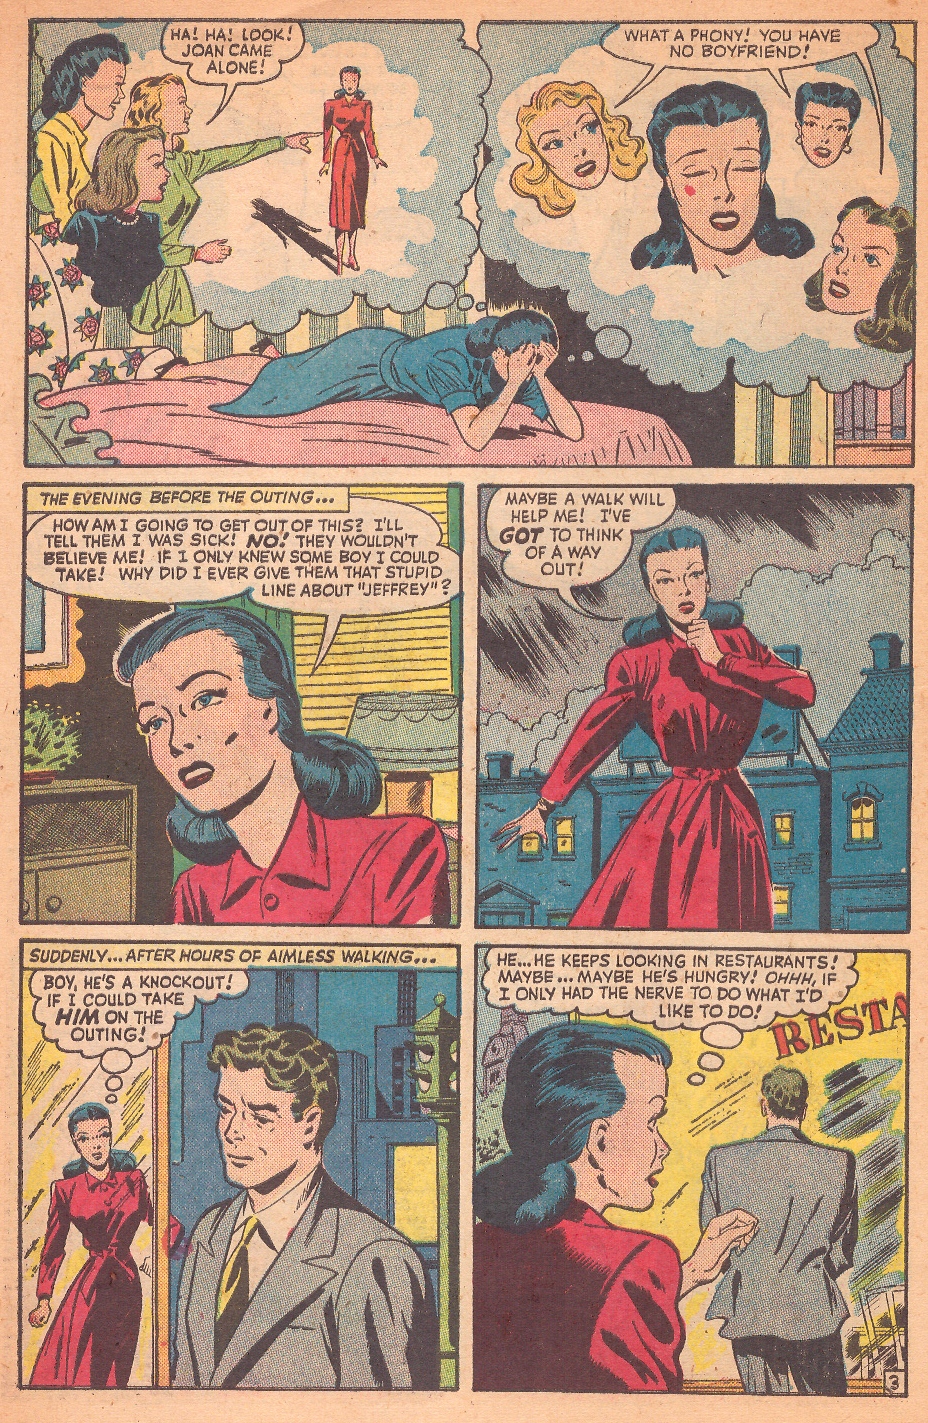 HA! HA! LOOK!
JOAN CAME
ALONE!
WHAT A PHONY! YOU HAVE
NO BOYFRIEND!
THE EVENING BEFORE THE OUTING...
HOW AM I GOING TO GET OUT OF THIS? I'LL
TELL THEM I WAS SICK! NO! THEY WOULDN'T
BELIEVE ME! IF I ONLY KNEW SOME BOY I COULD
TAKE! WHY DID I EVER GIVE THEM THAT STUPID
LINE ABOUT "JEFFREY"?
MAYBE A WALK WILL
HELP ME! I'VE
GOT TO THINK
OF A WAY
OUT!
SUDDENLY... AFTER HOURS OF AIMLESS WALKING...
BOY, HE'S A KNOCKOUT!
IF I COULD TAKE
HIM ON THE
OUTING!
HE... HE KEEPS LOOKING IN RESTAURANTS!
MAYBE... MAYBE HE'S HUNGRY! OHHH, IF
I ONLY HAD THE NERVE TO DO WHAT I'D
LIKE TO DO!
RESTA
3